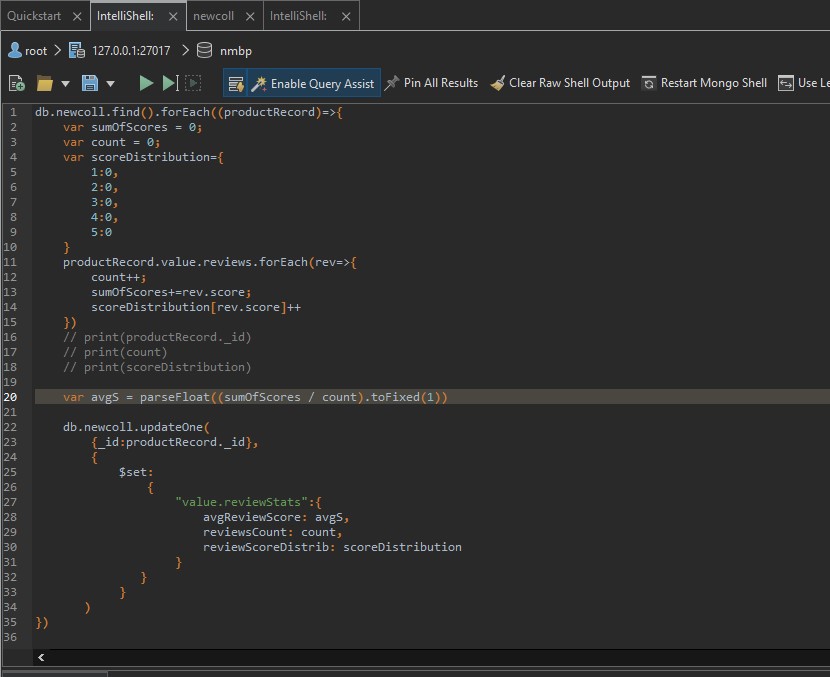 Quickstart × IntelliShell: × newcoll × IntelliShell: ×
root > 127.0.0.1:27017 > nmbp
Enable Query Assist Pin All Results Clear Raw Shell Output Restart Mongo Shell Use Le
1 db.newcoll.find().forEach((productRecord)=>{
2     var sumOfScores = 0;
3     var count = 0;
4     var scoreDistribution={
5         1:0,
6         2:0,
7         3:0,
8         4:0,
9         5:0
10     }
11     productRecord.value.reviews.forEach(rev=>{
12         count++;
13         sumOfScores+=rev.score;
14         scoreDistribution[rev.score]++
15     })
16     // print(productRecord._id)
17     // print(count)
18     // print(scoreDistribution)
19
20     var avgS = parseFloat((sumOfScores / count).toFixed(1))
21
22     db.newcoll.updateOne(
23         {_id:productRecord._id},
24         {
25             $set:
26                 {
27                     "value.reviewStats":{
28                         avgReviewScore: avgS,
29                         reviewsCount: count,
30                         reviewScoreDistrib: scoreDistribution
31                     }
32                 }
33             }
34         )
35 })
36